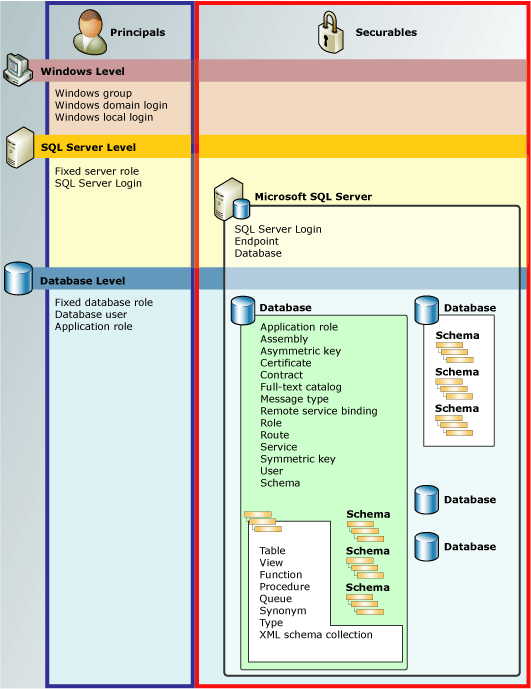 Principals
Securables
Windows Level
Windows group
Windows domain login
Windows local login
SQL Server Level
Fixed server role
SQL Server Login
Microsoft SQL Server
SQL Server Login
Endpoint
Database
Database Level
Fixed database role
Database user
Application role
Database
Application role
Assembly
Asymmetric key
Certificate
Contract
Full-text catalog
Message type
Remote service binding
Role
Route
Service
Symmetric key
User
Schema
Table
View
Function
Procedure
Queue
Synonym
Type
XML schema collection
Schema
Schema
Schema
Database
Schema
Schema
Schema
Database
Database